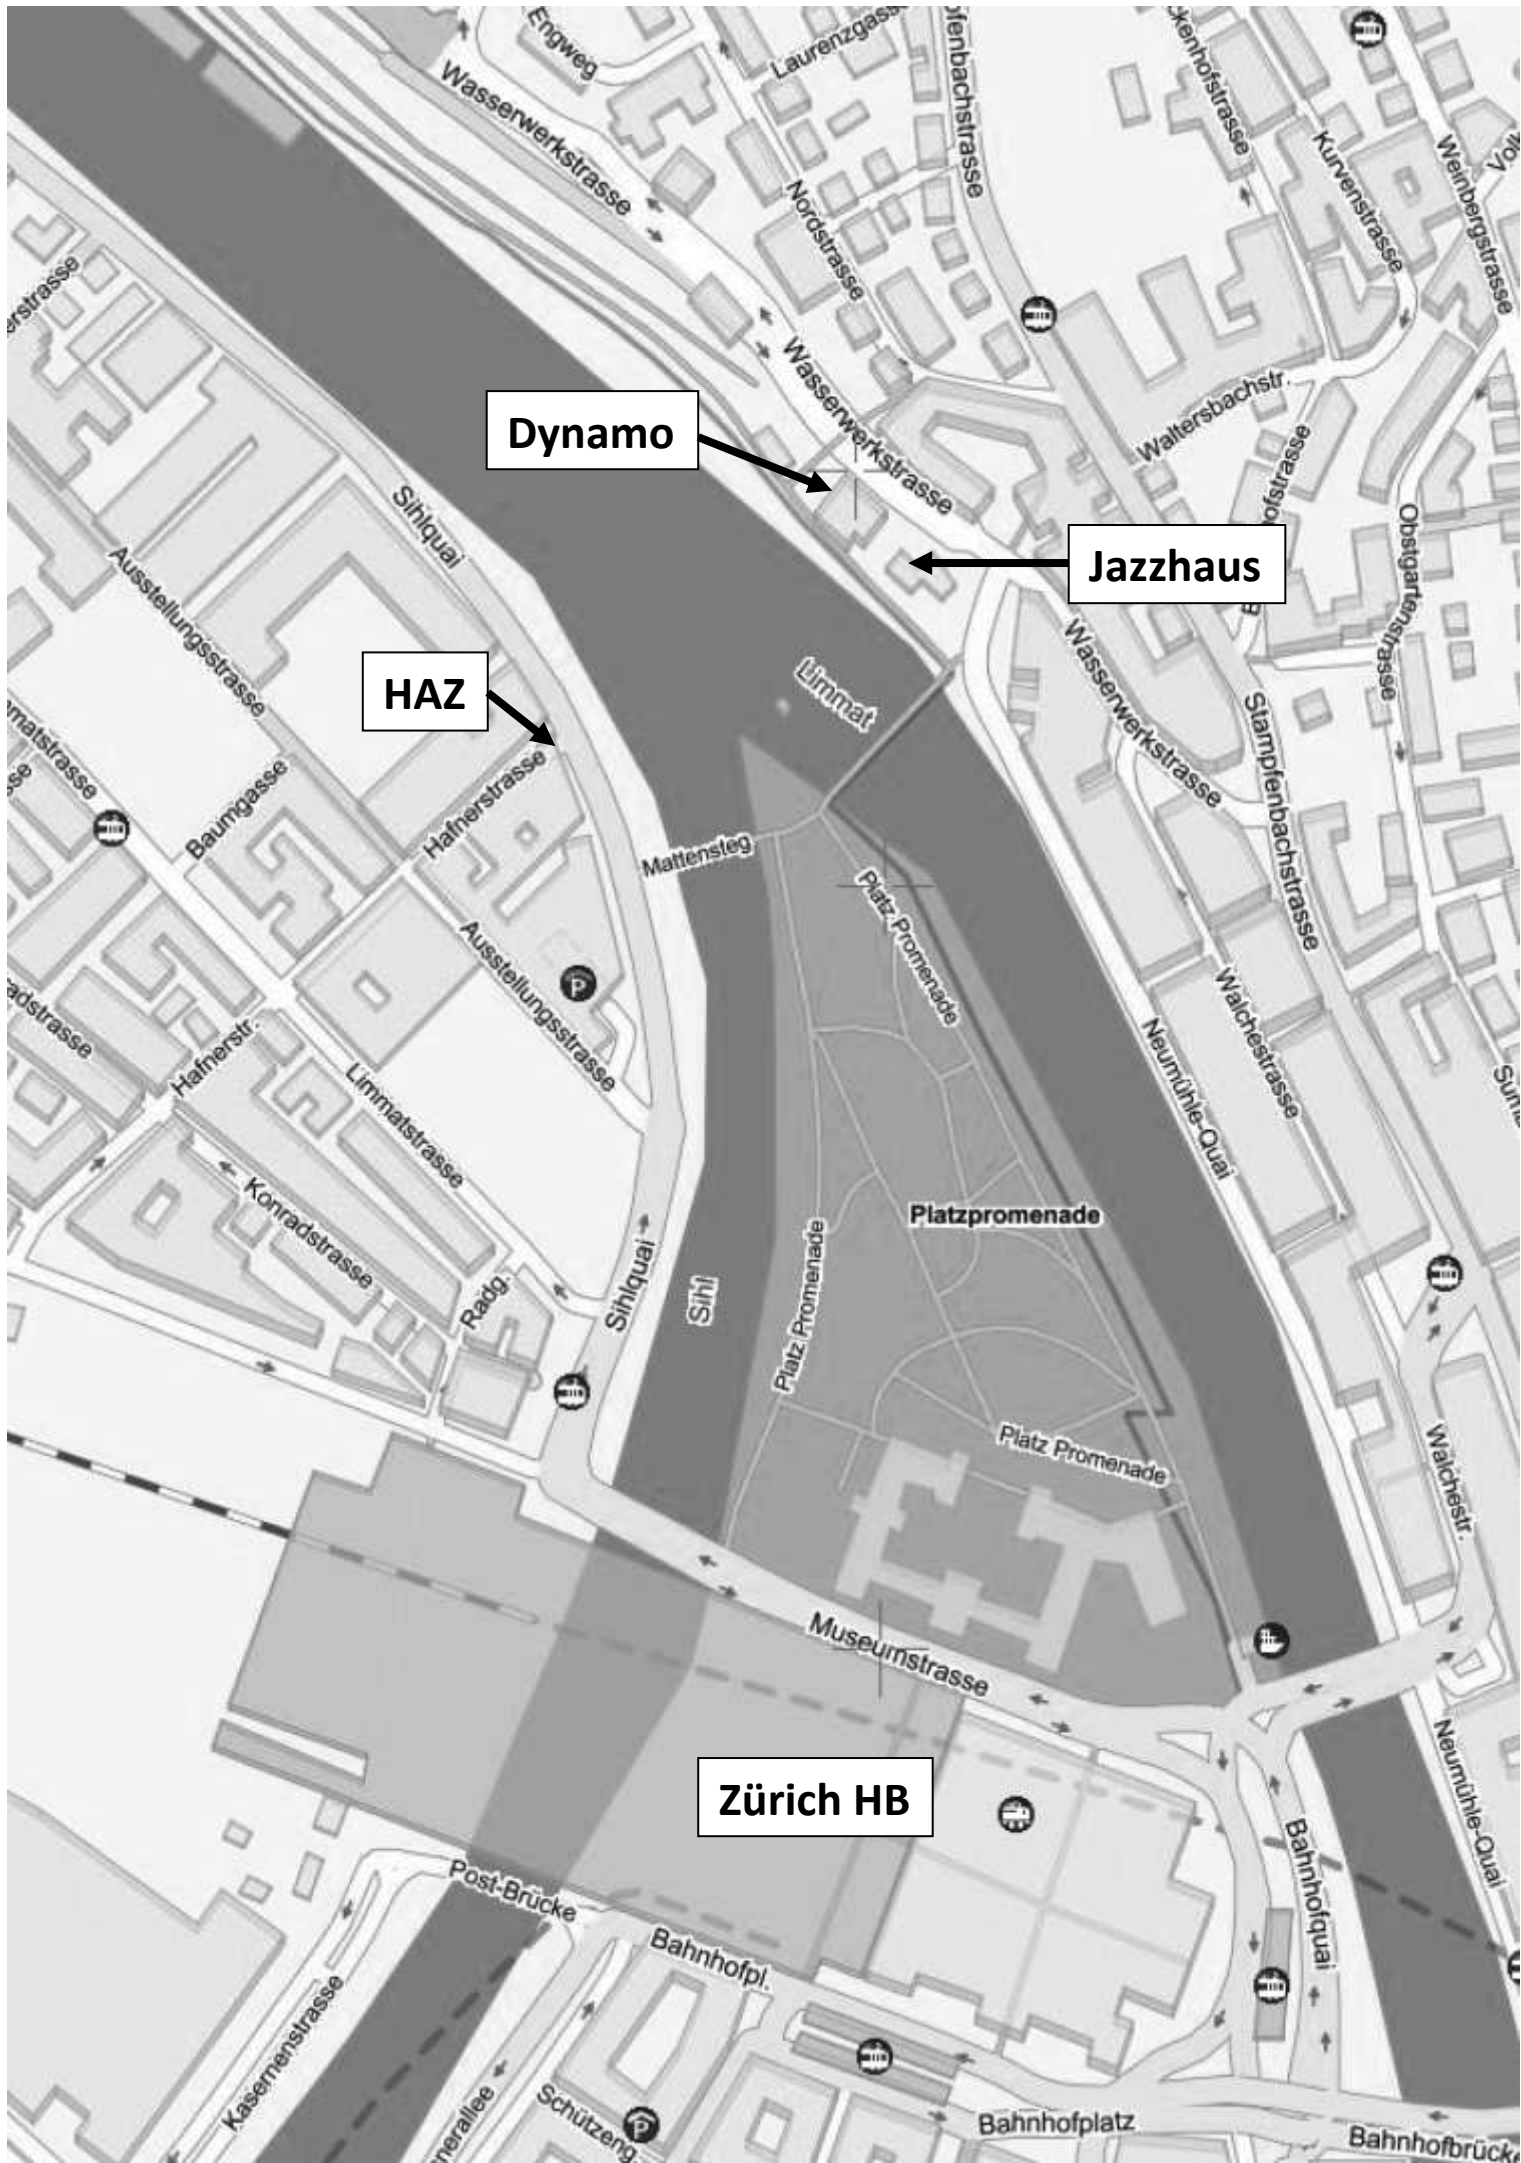 Engweg
Laurenzgasse
Wasserwerkstrasse
Nordstrasse
Kurvenstrasse
Weinbergstrasse
Wasserwerkstrasse
Waltersbachstr.
Dynamo
Sihlquai
Jazzhaus
Obstgartenstrasse
Ausstellungsstrasse
HAZ
Limmat
Wasserwerkstrasse
Stampfenbachstrasse
Baumgasse
Hafnerstrasse
Mattensteg
Platz Promenade
Ausstellungsstrasse
P
Walchestrasse
Hafnerstr.
Limmatstrasse
Neumühle-Quai
Konradstrasse
Radg.
Sihlquai
Sihl
Platz Promenade
Platzpromenade
Platz Promenade
Walchestr.
Museumstrasse
Zürich HB
Neumühle-Quai
Bahnhofquai
Post-Brücke
Bahnhofpl.
Kasernenstrasse
Schützeng.
P
Bahnhofplatz
Bahnhofbrücke